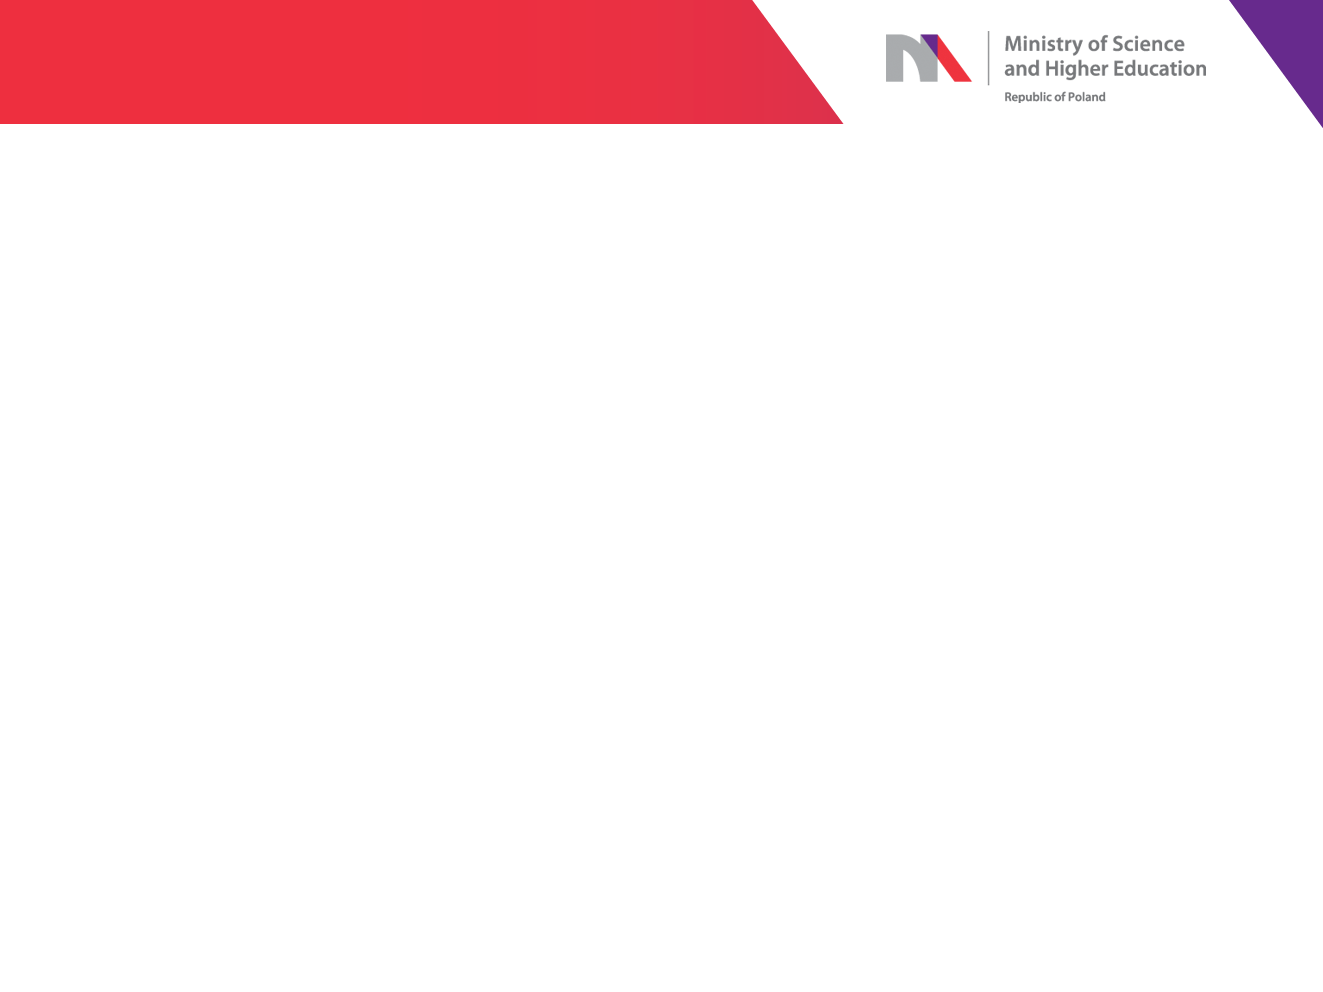 Ministry of Science
and Higher Education
Republic of Poland